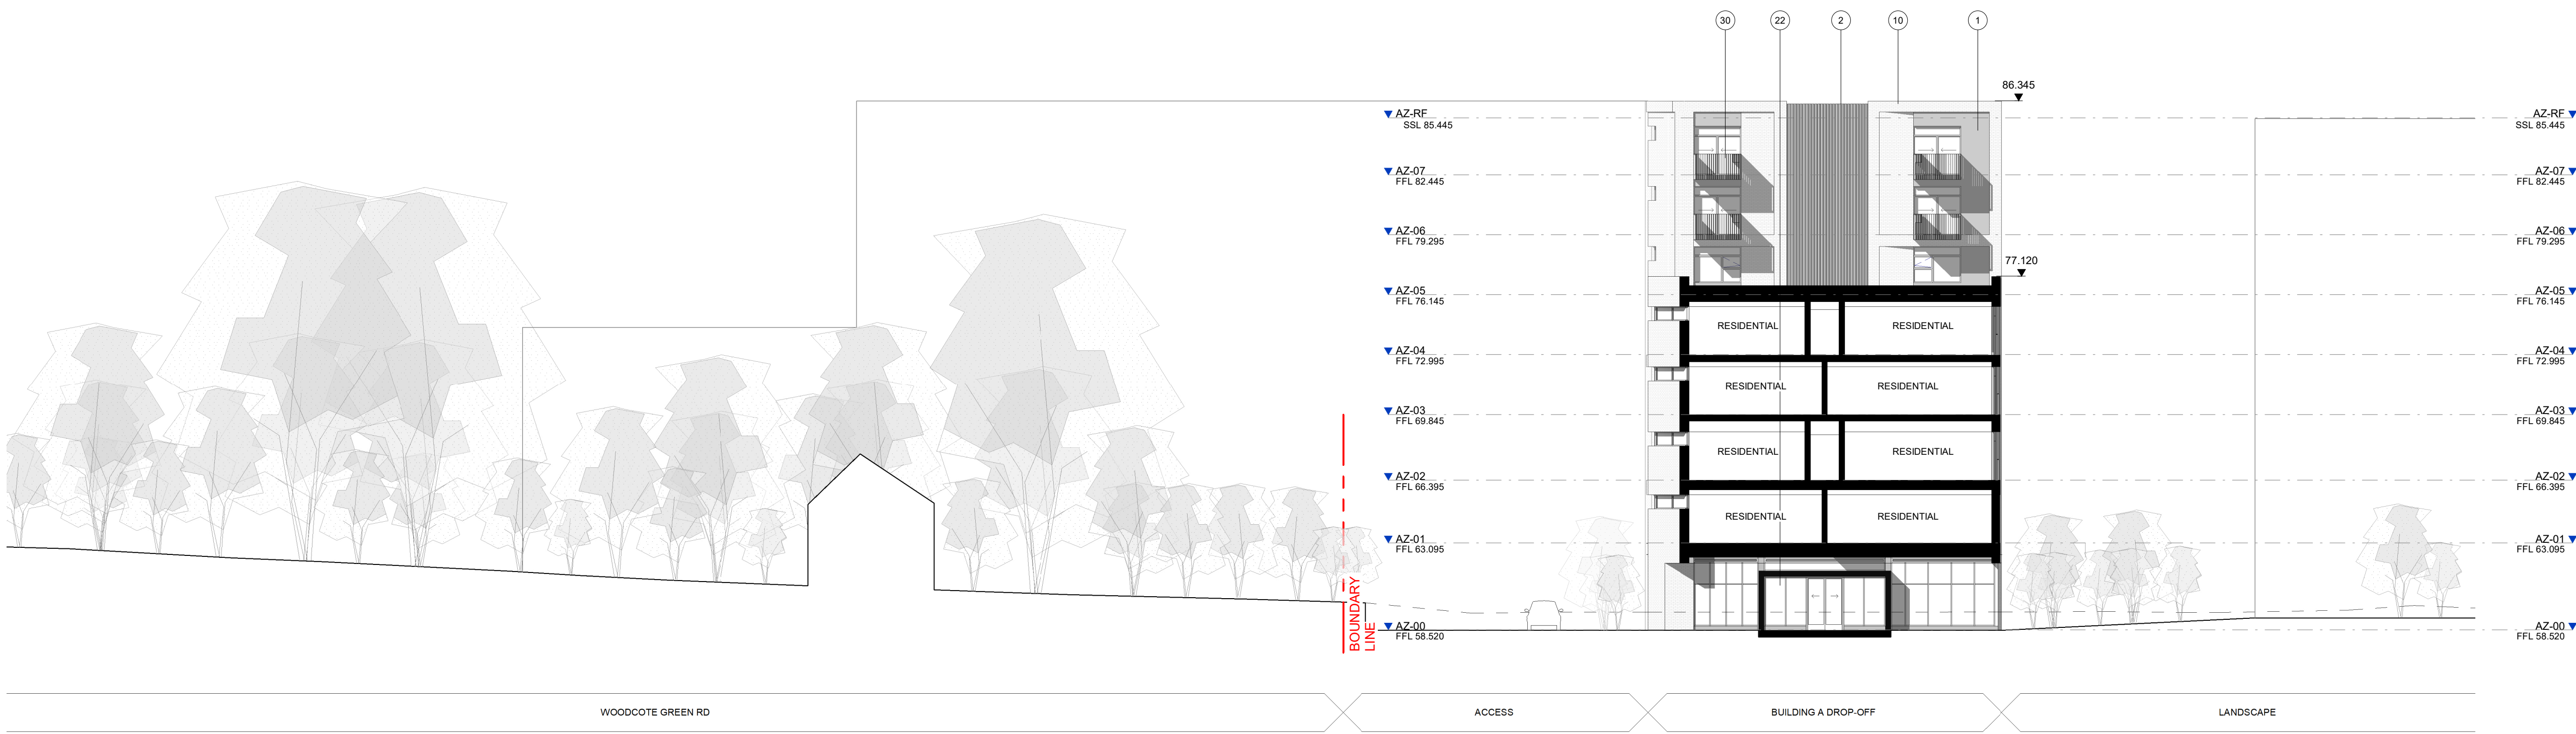 30
22
2
10
1
86.345
AZ-RF
SSL 85.445
AZ-RF
SSL 85.445
AZ-07
FFL 82.445
AZ-07
FFL 82.445
AZ-06
FFL 79.295
AZ-06
FFL 79.295
77.120
AZ-05
FFL 76.145
AZ-05
FFL 76.145
RESIDENTIAL
RESIDENTIAL
AZ-04
FFL 72.995
AZ-04
FFL 72.995
RESIDENTIAL
RESIDENTIAL
AZ-03
FFL 69.845
AZ-03
FFL 69.845
RESIDENTIAL
RESIDENTIAL
AZ-02
FFL 66.395
AZ-02
FFL 66.395
RESIDENTIAL
RESIDENTIAL
AZ-01
FFL 63.095
AZ-01
FFL 63.095
BOUNDARY
LINE
AZ-00
FFL 58.520
AZ-00
FFL 58.520
WOODCOTE GREEN RD
ACCESS
BUILDING A DROP-OFF
LANDSCAPE